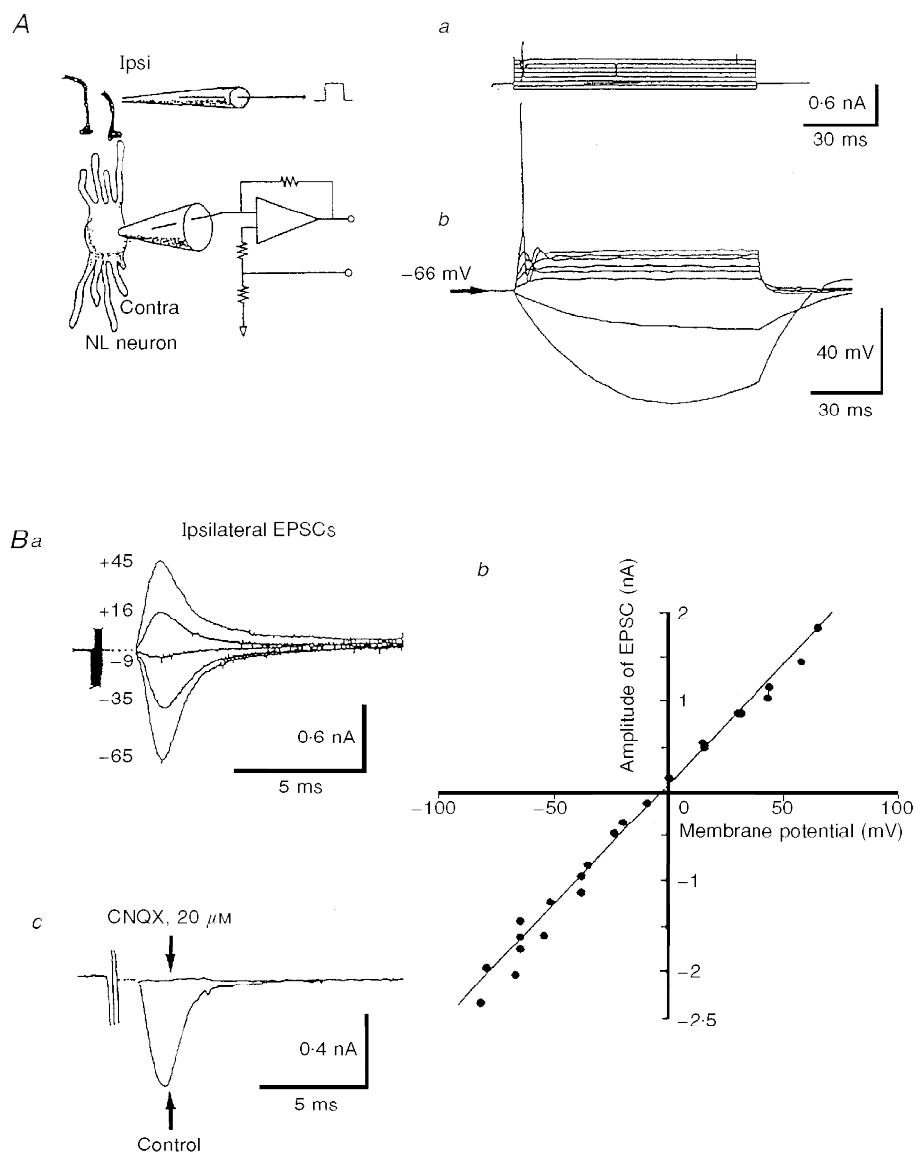 A
Ipsi
Contra
NL neuron
a
0·6 nA
30 ms
b
−66 mV
40 mV
30 ms
B a
Ipsilateral EPSCs
+45
+16
−9
−35
−65
0·6 nA
5 ms
b
Amplitude of EPSC (nA)
2
1
−100
−50
0
50
100
Membrane potential (mV)
−1
−2
−2·5
c
CNQX, 20 μM
0·4 nA
5 ms
Control